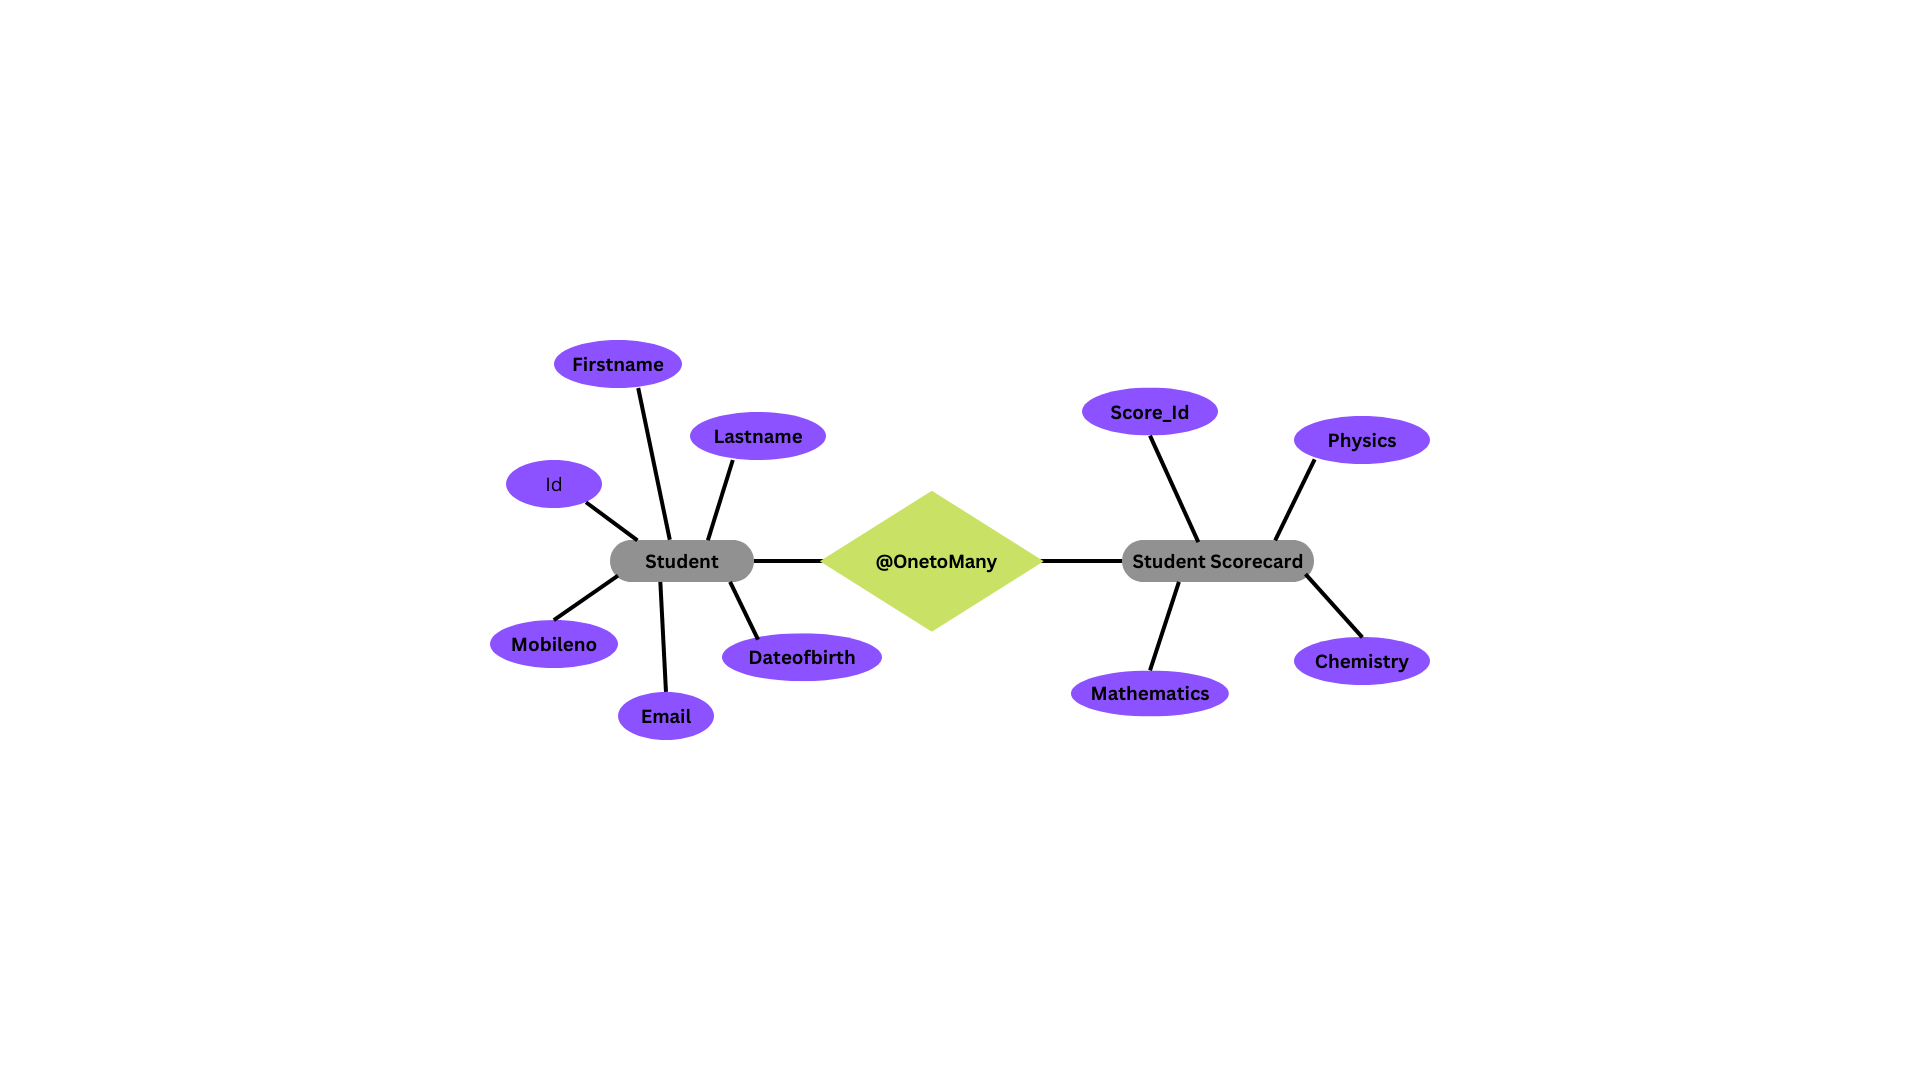 Firstname
Lastname
Id
Student
Mobileno
Email
Dateofbirth
@OnetoMany
Score_Id
Physics
Student Scorecard
Mathematics
Chemistry